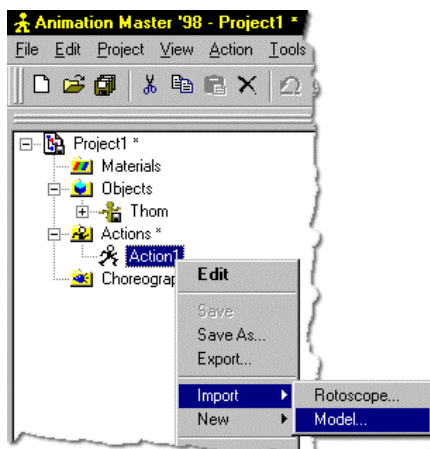 Animation Master '98 - Project1 *
File Edit Project View Action Tools
Project1 *
Materials
Objects
Thom
Actions *
Action1
Choreograp
Edit
Save
Save As...
Export...
Import
Rotoscope...
New
Model...